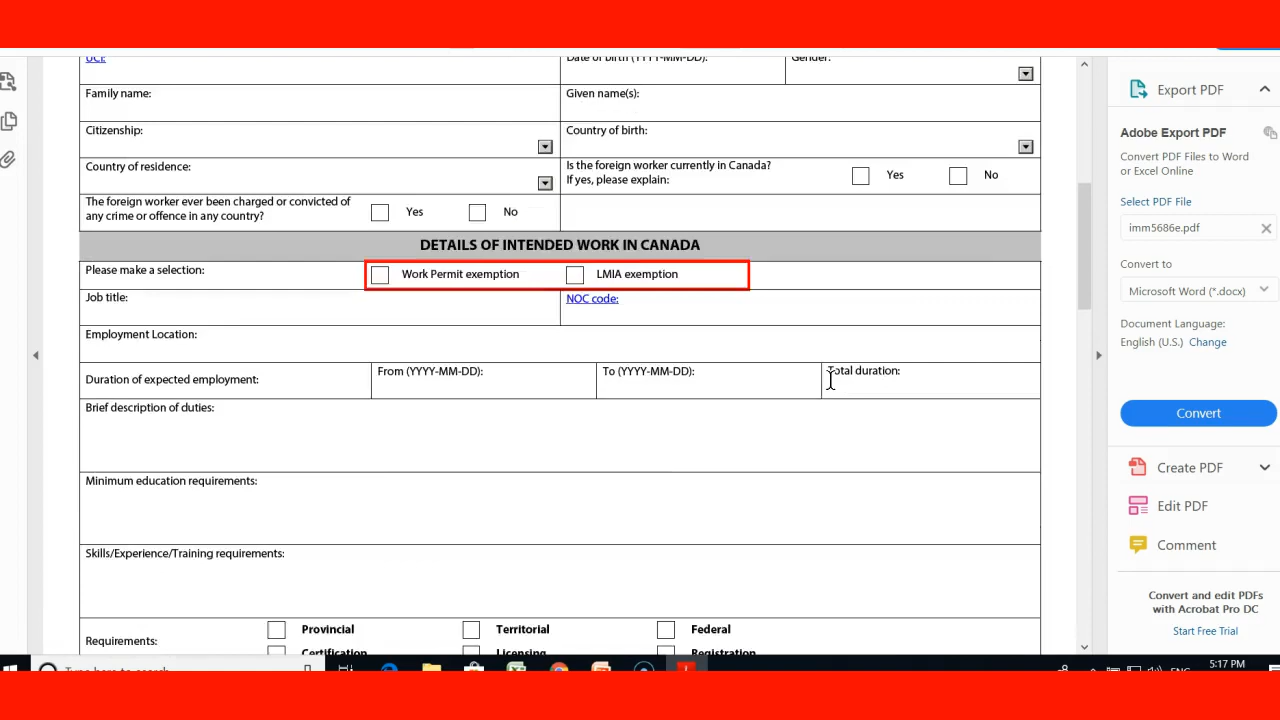 UCI:
Date of birth (YYYY-MM-DD):
Gender:
Family name:
Given name(s):
Citizenship:
Country of birth:
Country of residence:
Is the foreign worker currently in Canada?
If yes, please explain:
Yes
No
The foreign worker ever been charged or convicted of
any crime or offence in any country?
Yes
No
DETAILS OF INTENDED WORK IN CANADA
Please make a selection:
Work Permit exemption
LMIA exemption
Job title:
NOC code:
Employment Location:
Duration of expected employment:
From (YYYY-MM-DD):
To (YYYY-MM-DD):
Total duration:
Brief description of duties:
Minimum education requirements:
Skills/Experience/Training requirements:
Requirements:
Provincial
Territorial
Federal
Certification
Licensing
Registration
Export PDF
Adobe Export PDF
Convert PDF Files to Word
or Excel Online
Select PDF File
imm5686e.pdf
Convert to
Microsoft Word (*.docx)
Document Language:
English (U.S.) Change
Convert
Create PDF
Edit PDF
Comment
Convert and edit PDFs
with Acrobat Pro DC
Start Free Trial
Type here to search
ENG
5:17 PM